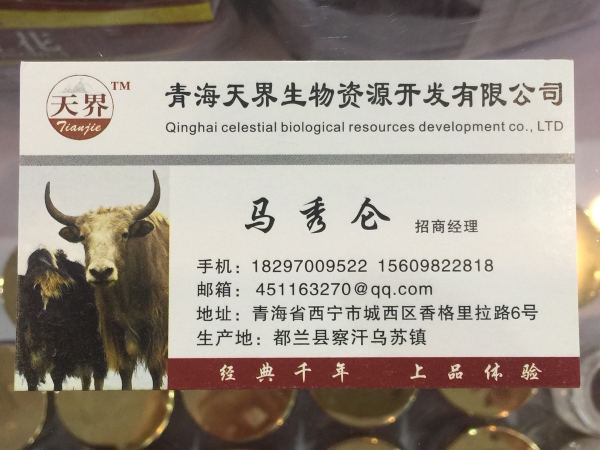 天界 TM
Tianjie
青海天界生物资源开发有限公司
Qinghai celestial biological resources development co., LTD
马秀仑 招商经理
手机：18297009522 15609822818
邮箱：451163270@qq.com
地址：青海省西宁市城西区香格里拉路6号
生产地：都兰县察汗乌苏镇
经典千年 上品体验